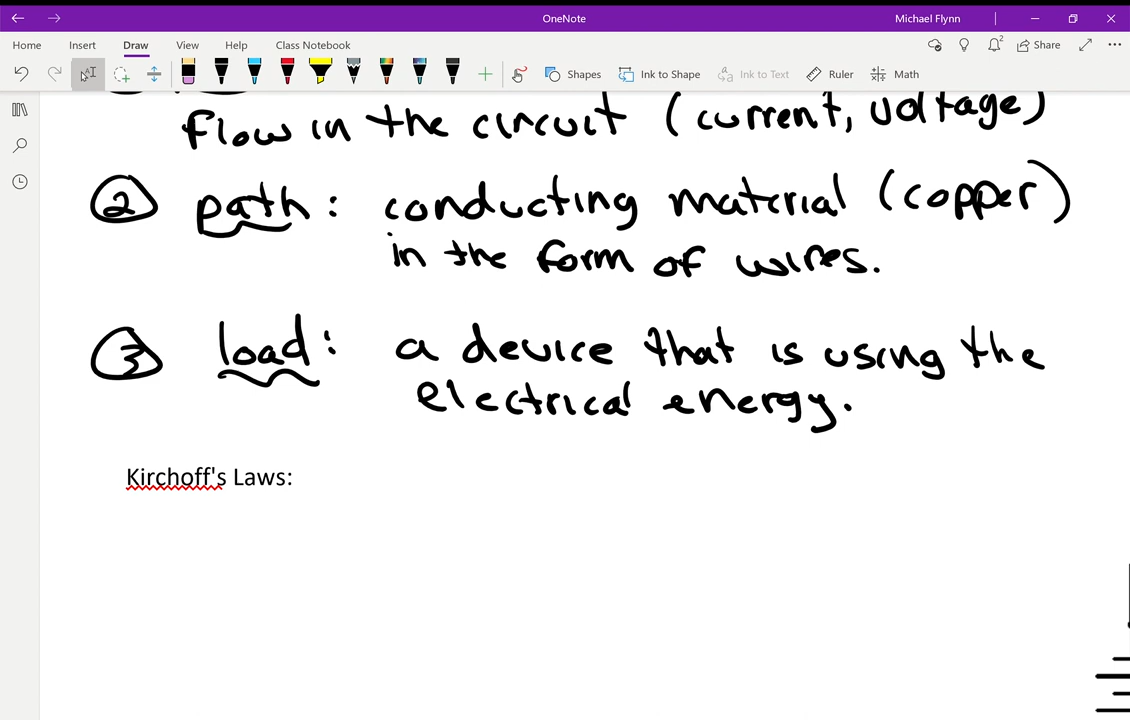 OneNote
Michael Flynn
Home Insert Draw View Help Class Notebook
2
Share
Shapes Ink to Shape Ink to Text Ruler Math
flow in the circuit (current, voltage)
2 path: conducting material (copper)
in the form of wires.
3 load: a device that is using the
electrical energy.
Kirchoff's Laws: